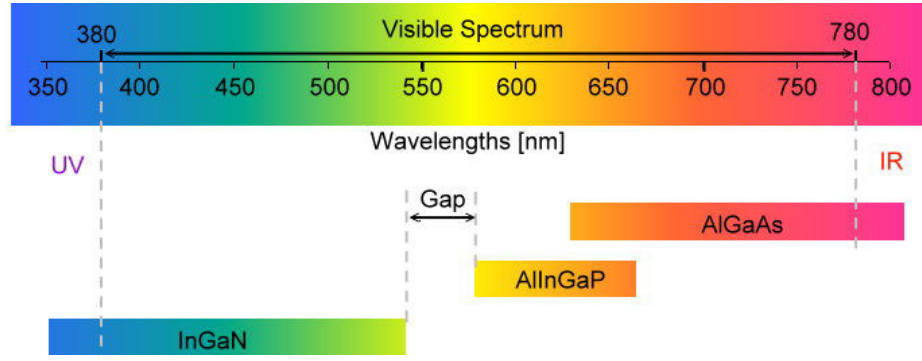 380 Visible Spectrum 780
350 400 450 500 550 600 650 700 750 800
Wavelengths [nm]
UV IR
Gap
AlGaAs
AlInGaP
InGaN